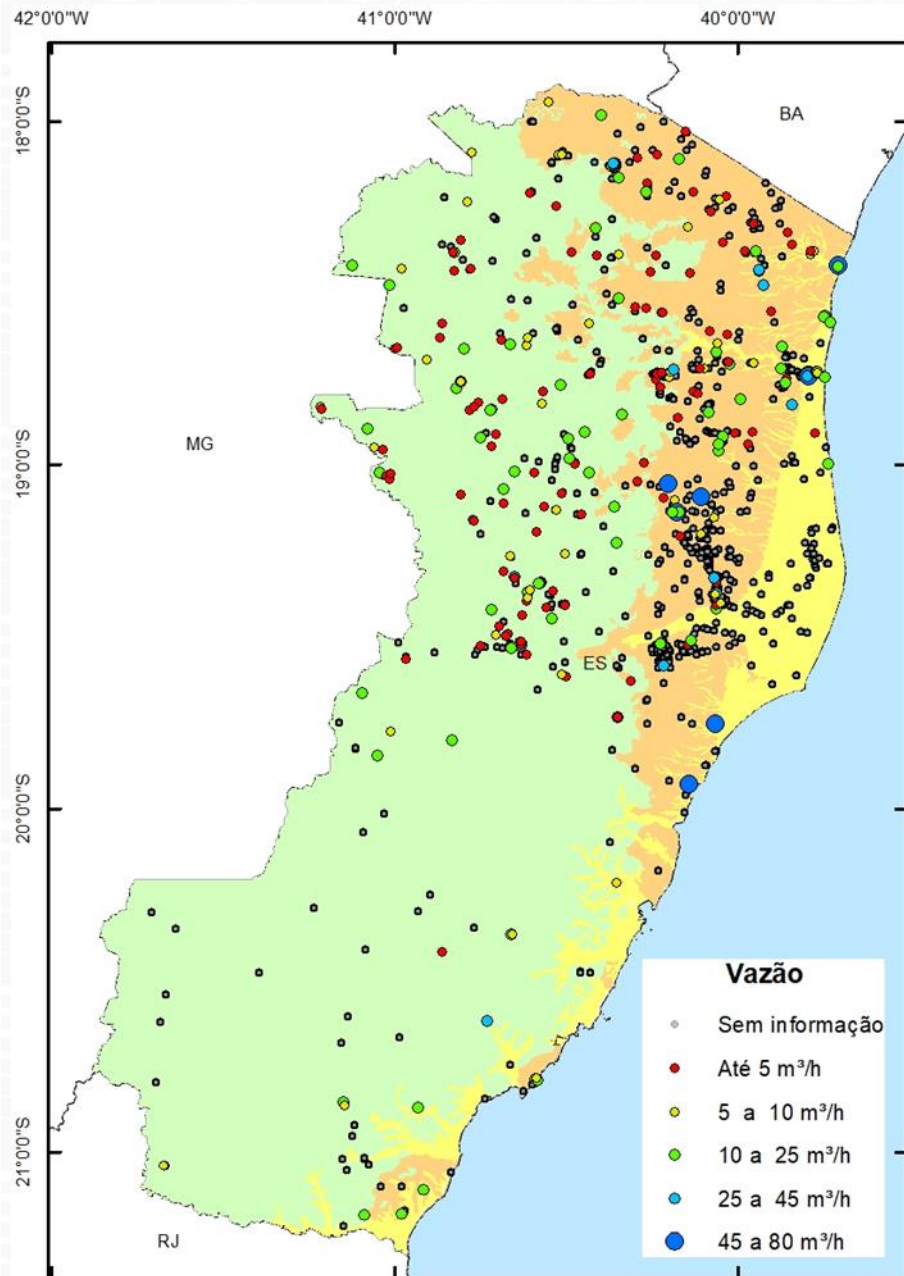 42°0'0"W 41°0'0"W 40°0'0"W
18°0'0"S
BA
MG
19°0'0"S
ES
20°0'0"S
21°0'0"S
RJ
Vazão
Sem informação
Até 5 m³/h
5 a 10 m³/h
10 a 25 m³/h
25 a 45 m³/h
45 a 80 m³/h